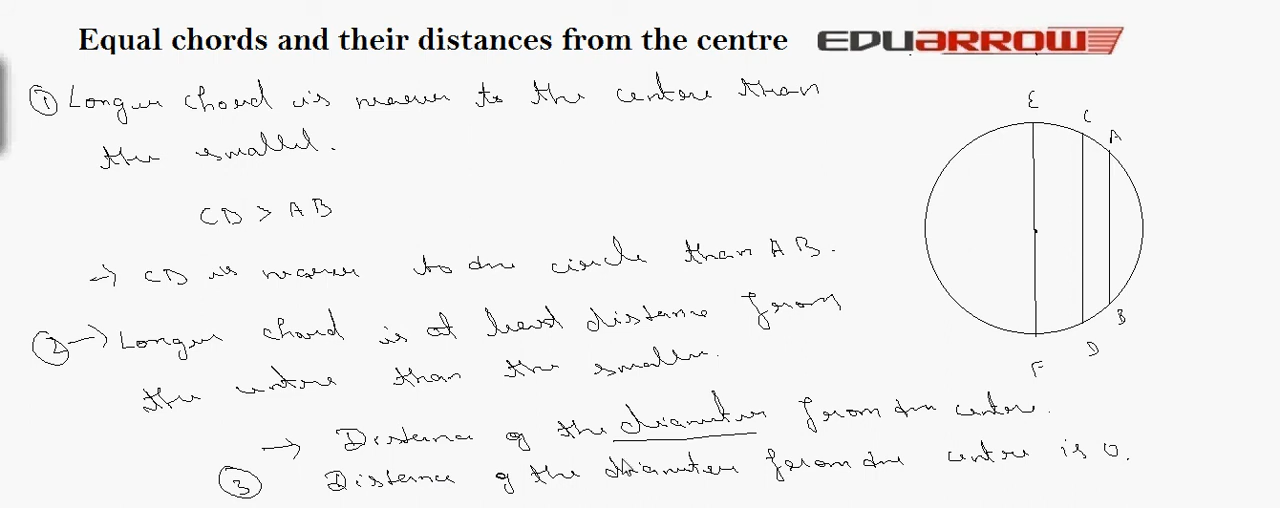 Equal chords and their distances from the centre EDUARROW
① Longer chord is nearer to the centre than
the smaller.
CD > AB
→ CD is nearer to the circle than AB.
② → Longer chord is at least distance from
the centre than the smaller.
→ Distance of the diameter from the centre.
③ Distance of the diameter from the centre is 0.
E
C
A
B
D
F